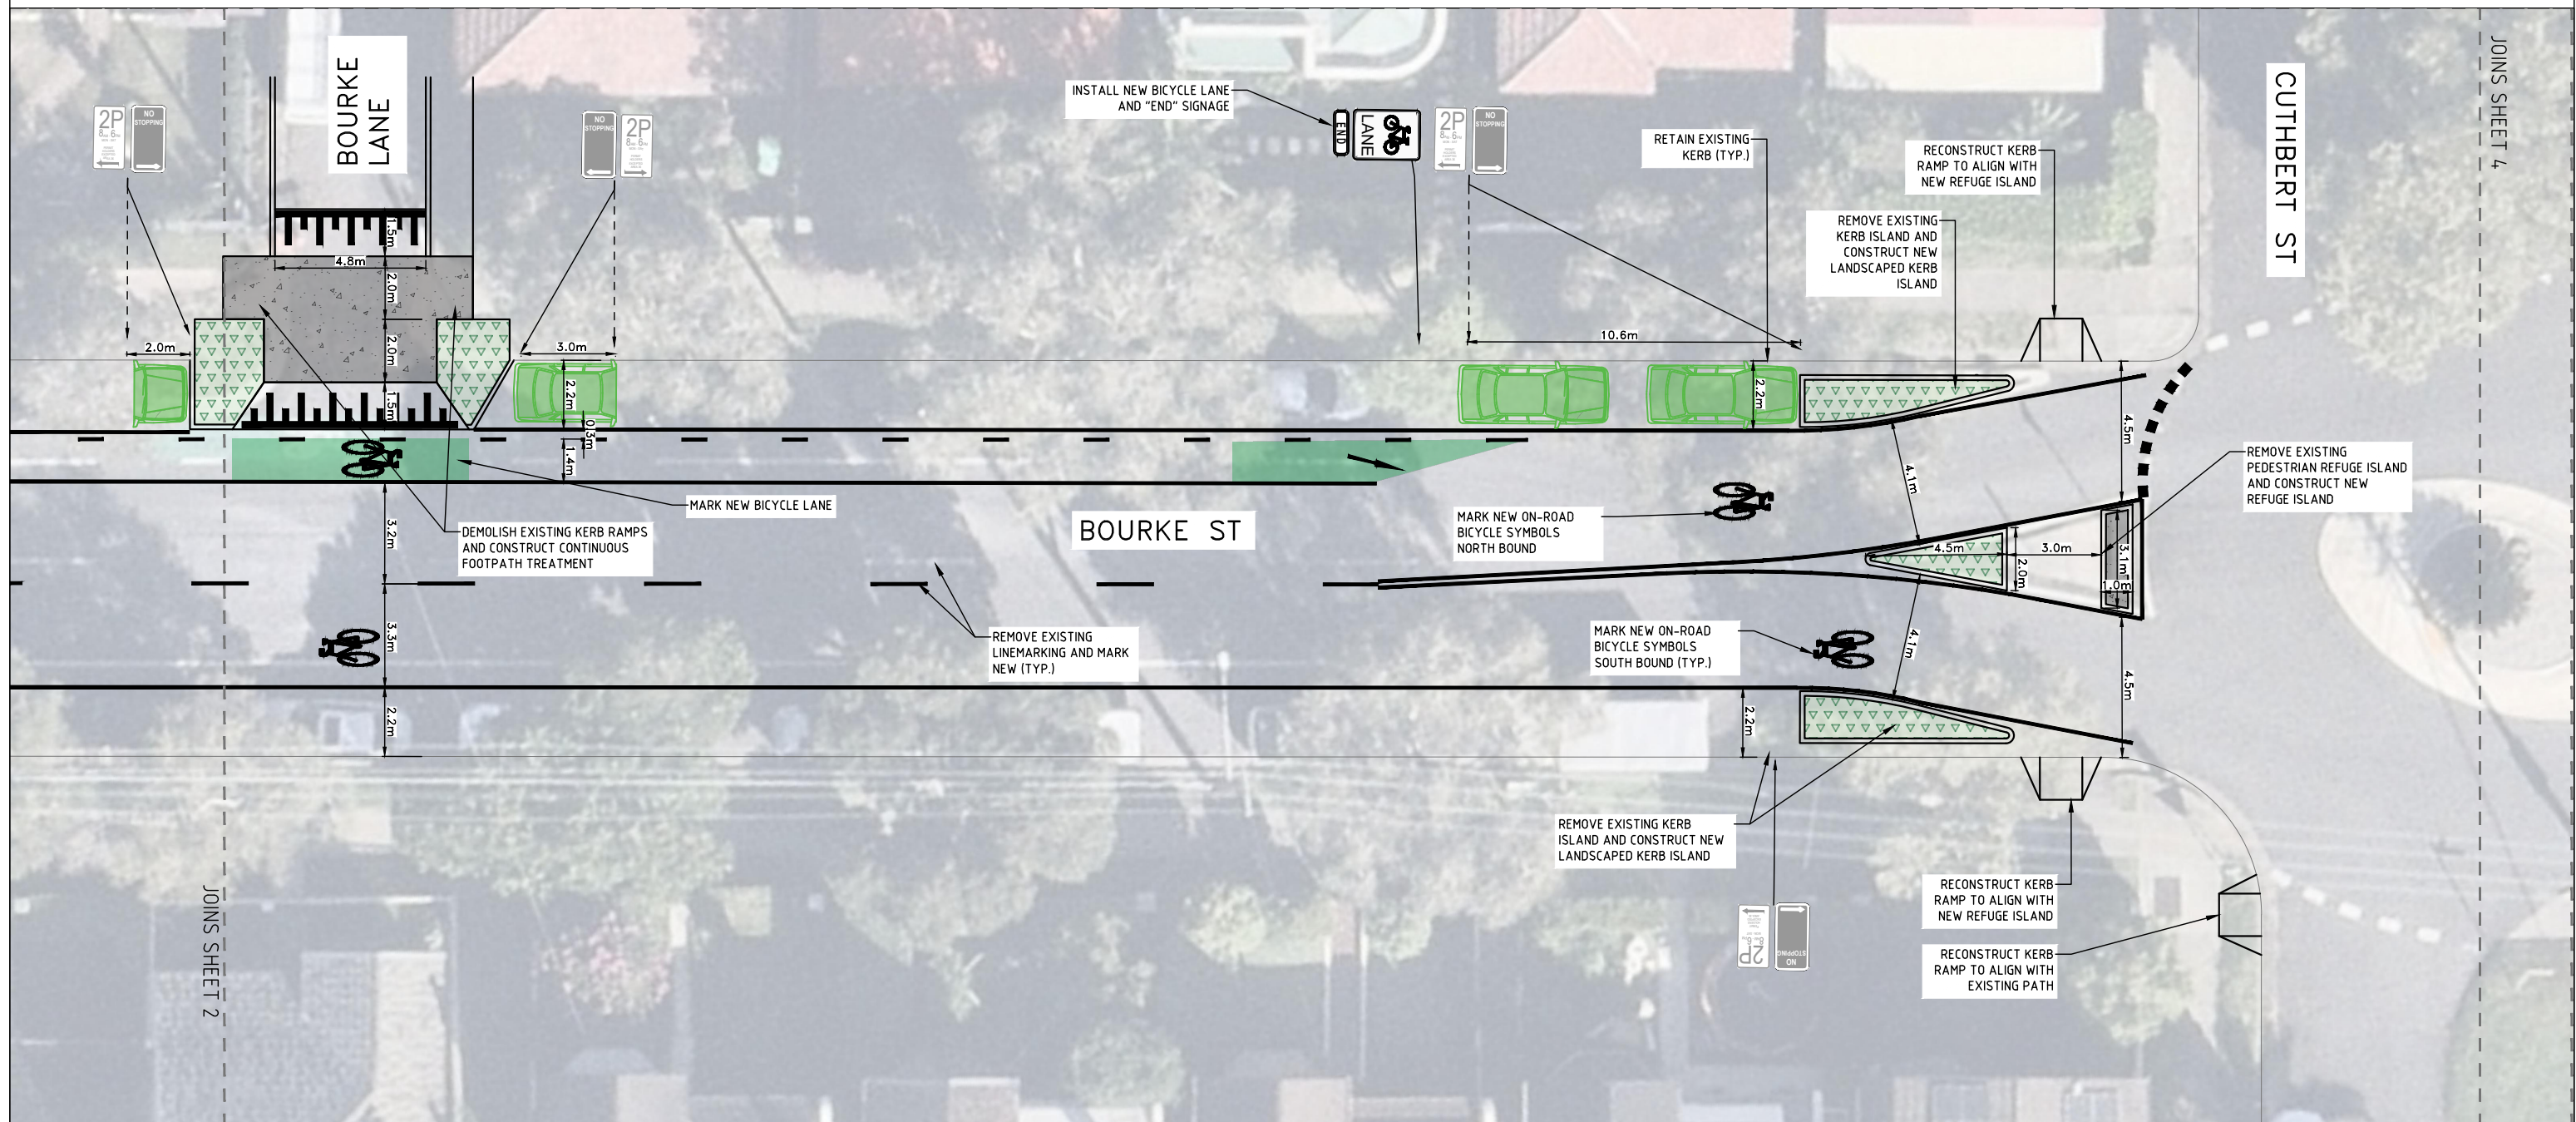 BOURKE
LANE
2P
NO
STOPPING
NO
STOPPING
2P
INSTALL NEW BICYCLE LANE
AND "END" SIGNAGE
END
LANE
2P
NO
STOPPING
RETAIN EXISTING
KERB (TYP.)
RECONSTRUCT KERB
RAMP TO ALIGN WITH
NEW REFUGE ISLAND
REMOVE EXISTING
KERB ISLAND AND
CONSTRUCT NEW
LANDSCAPED KERB
ISLAND
CUTHBERT ST
JOINS SHEET 4
1.5m
4.8m
2.0m
2.0m
1.5m
2.0m
3.0m
2.2m
0.3m
1.4m
10.6m
2.2m
4.5m
4.1m
REMOVE EXISTING
PEDESTRIAN REFUGE ISLAND
AND CONSTRUCT NEW
REFUGE ISLAND
MARK NEW BICYCLE LANE
DEMOLISH EXISTING KERB RAMPS
AND CONSTRUCT CONTINUOUS
FOOTPATH TREATMENT
BOURKE ST
MARK NEW ON-ROAD
BICYCLE SYMBOLS
NORTH BOUND
3.2m
4.5m
3.0m
2.0m
3.1m
1.0m
3.3m
REMOVE EXISTING
LINEMARKING AND MARK
NEW (TYP.)
MARK NEW ON-ROAD
BICYCLE SYMBOLS
SOUTH BOUND (TYP.)
4.1m
4.5m
2.2m
2.2m
REMOVE EXISTING KERB
ISLAND AND CONSTRUCT NEW
LANDSCAPED KERB ISLAND
RECONSTRUCT KERB
RAMP TO ALIGN WITH
NEW REFUGE ISLAND
RECONSTRUCT KERB
RAMP TO ALIGN WITH
EXISTING PATH
2P
NO
STOPPING
JOINS SHEET 2